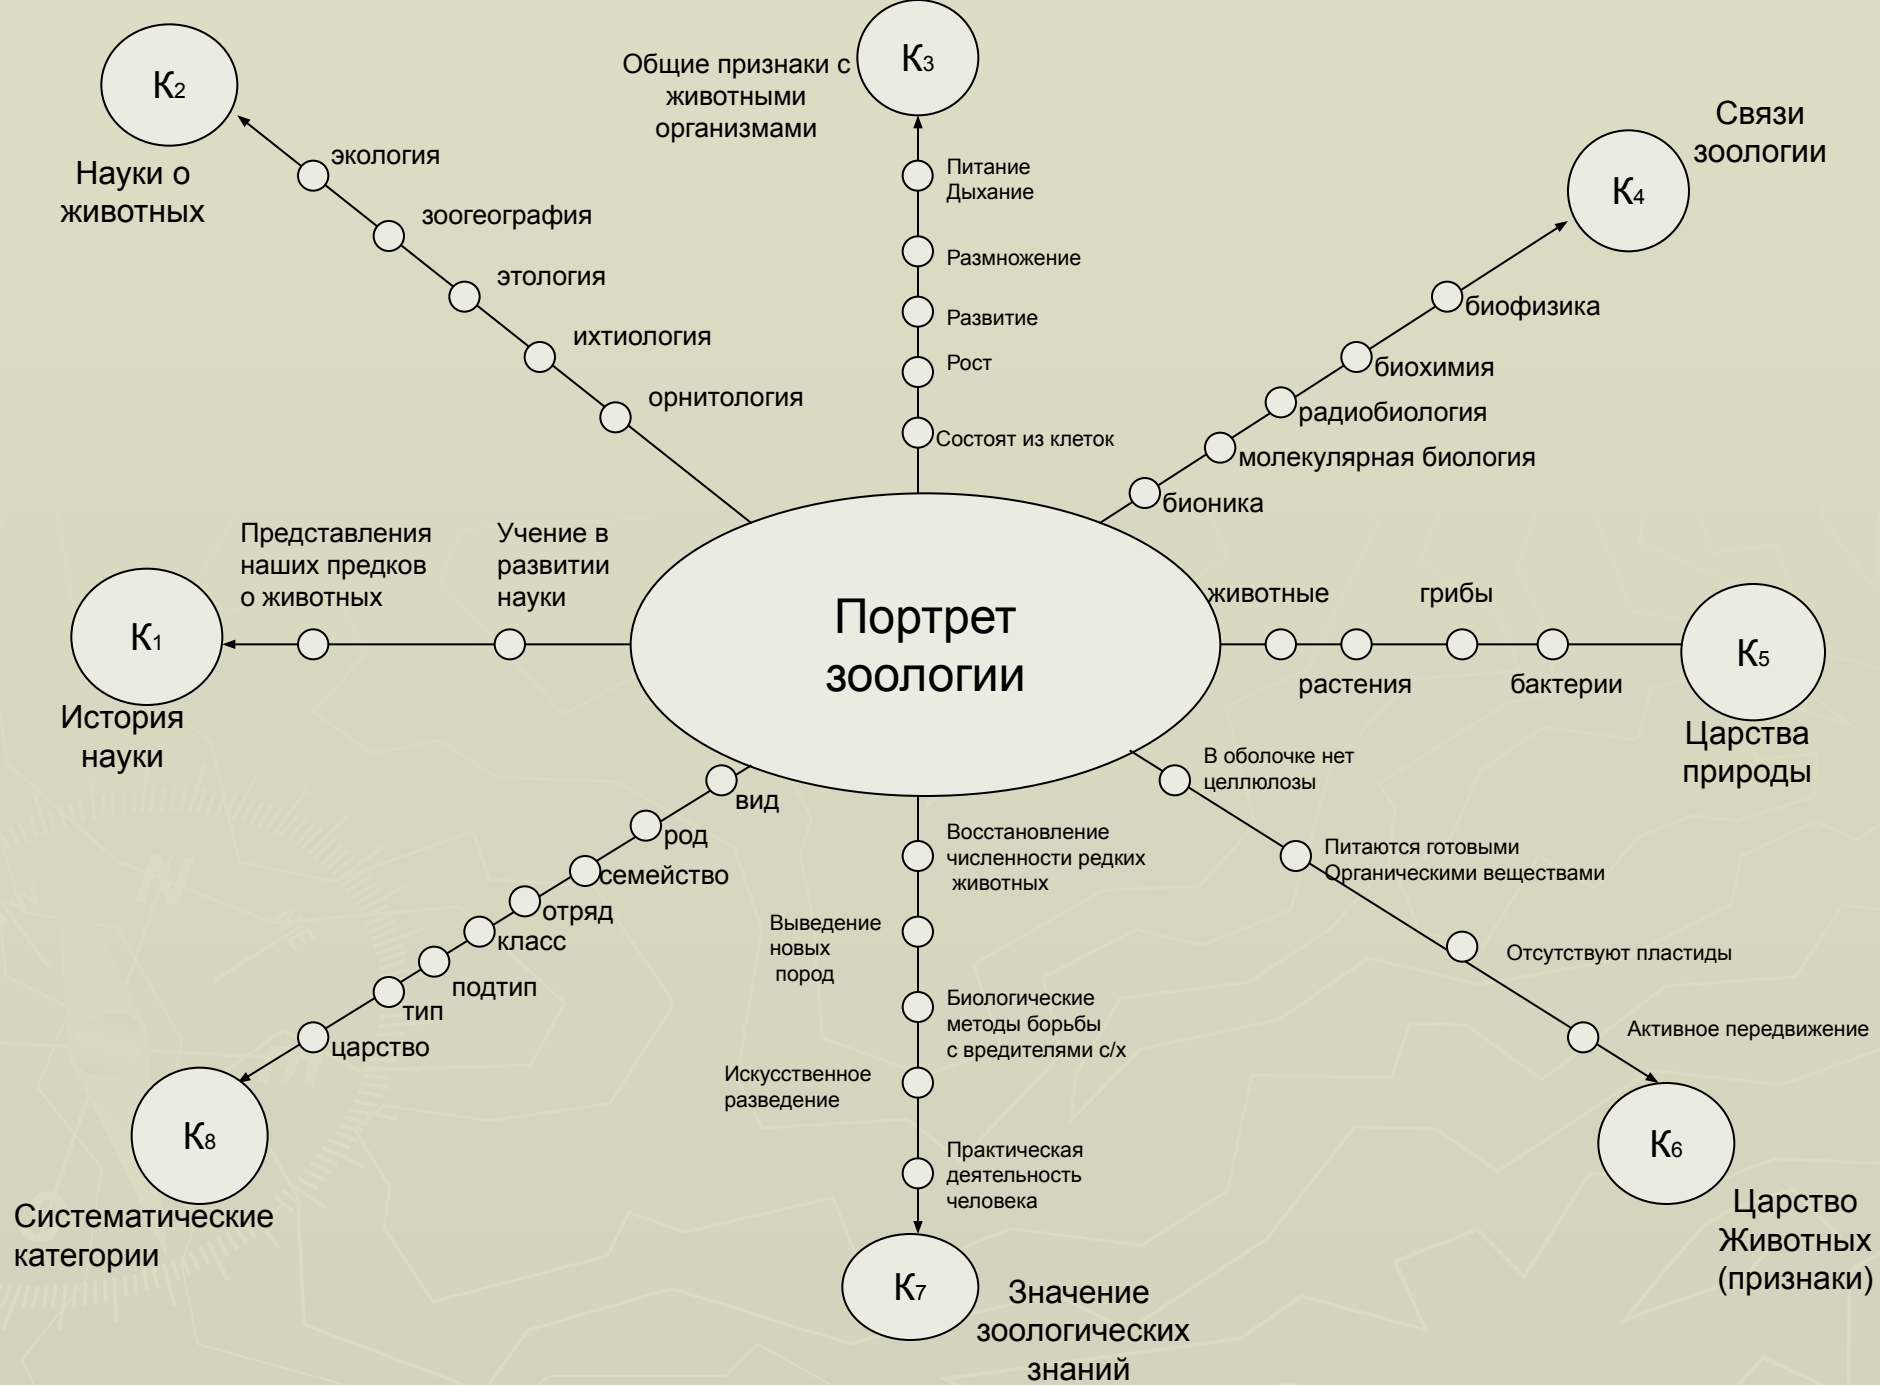 К2
Науки о
животных
экология
зоогеография
этология
ихтиология
орнитология
К3
Общие признаки с
животными
организмами
Питание
Дыхание
Размножение
Развитие
Рост
Состоят из клеток
К4
Связи
зоологии
биофизика
биохимия
радиобиология
молекулярная биология
бионика
К1
История
науки
Представления
наших предков
о животных
Учение в
развитии
науки
Портрет
зоологии
животные
грибы
растения
бактерии
К5
Царства
природы
вид
род
семейство
отряд
класс
подтип
тип
царство
К8
Систематические
категории
Восстановление
численности редких
животных
Выведение
новых
пород
Биологические
методы борьбы
с вредителями с/х
Искусственное
разведение
Практическая
деятельность
человека
К7
Значение
зоологических
знаний
В оболочке нет
целлюлозы
Питаются готовыми
Органическими веществами
Отсутствуют пластиды
Активное передвижение
К6
Царство
Животных
(признаки)